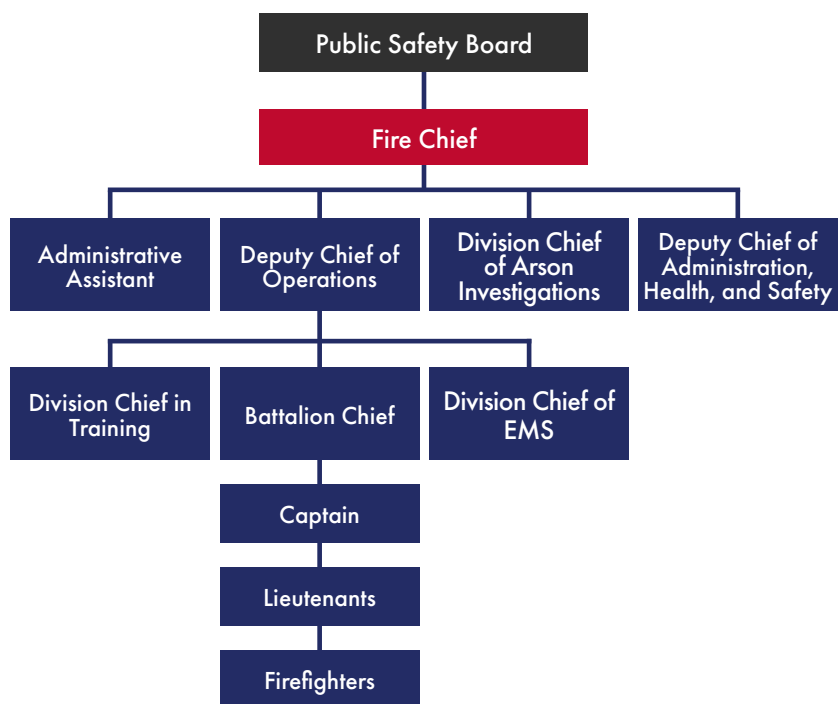 Public Safety Board
Fire Chief
Administrative
Assistant
Deputy Chief of
Operations
Division Chief
of Arson
Investigations
Deputy Chief of
Administration,
Health, and Safety
Division Chief in
Training
Battalion Chief
Division Chief of
EMS
Captain
Lieutenants
Firefighters